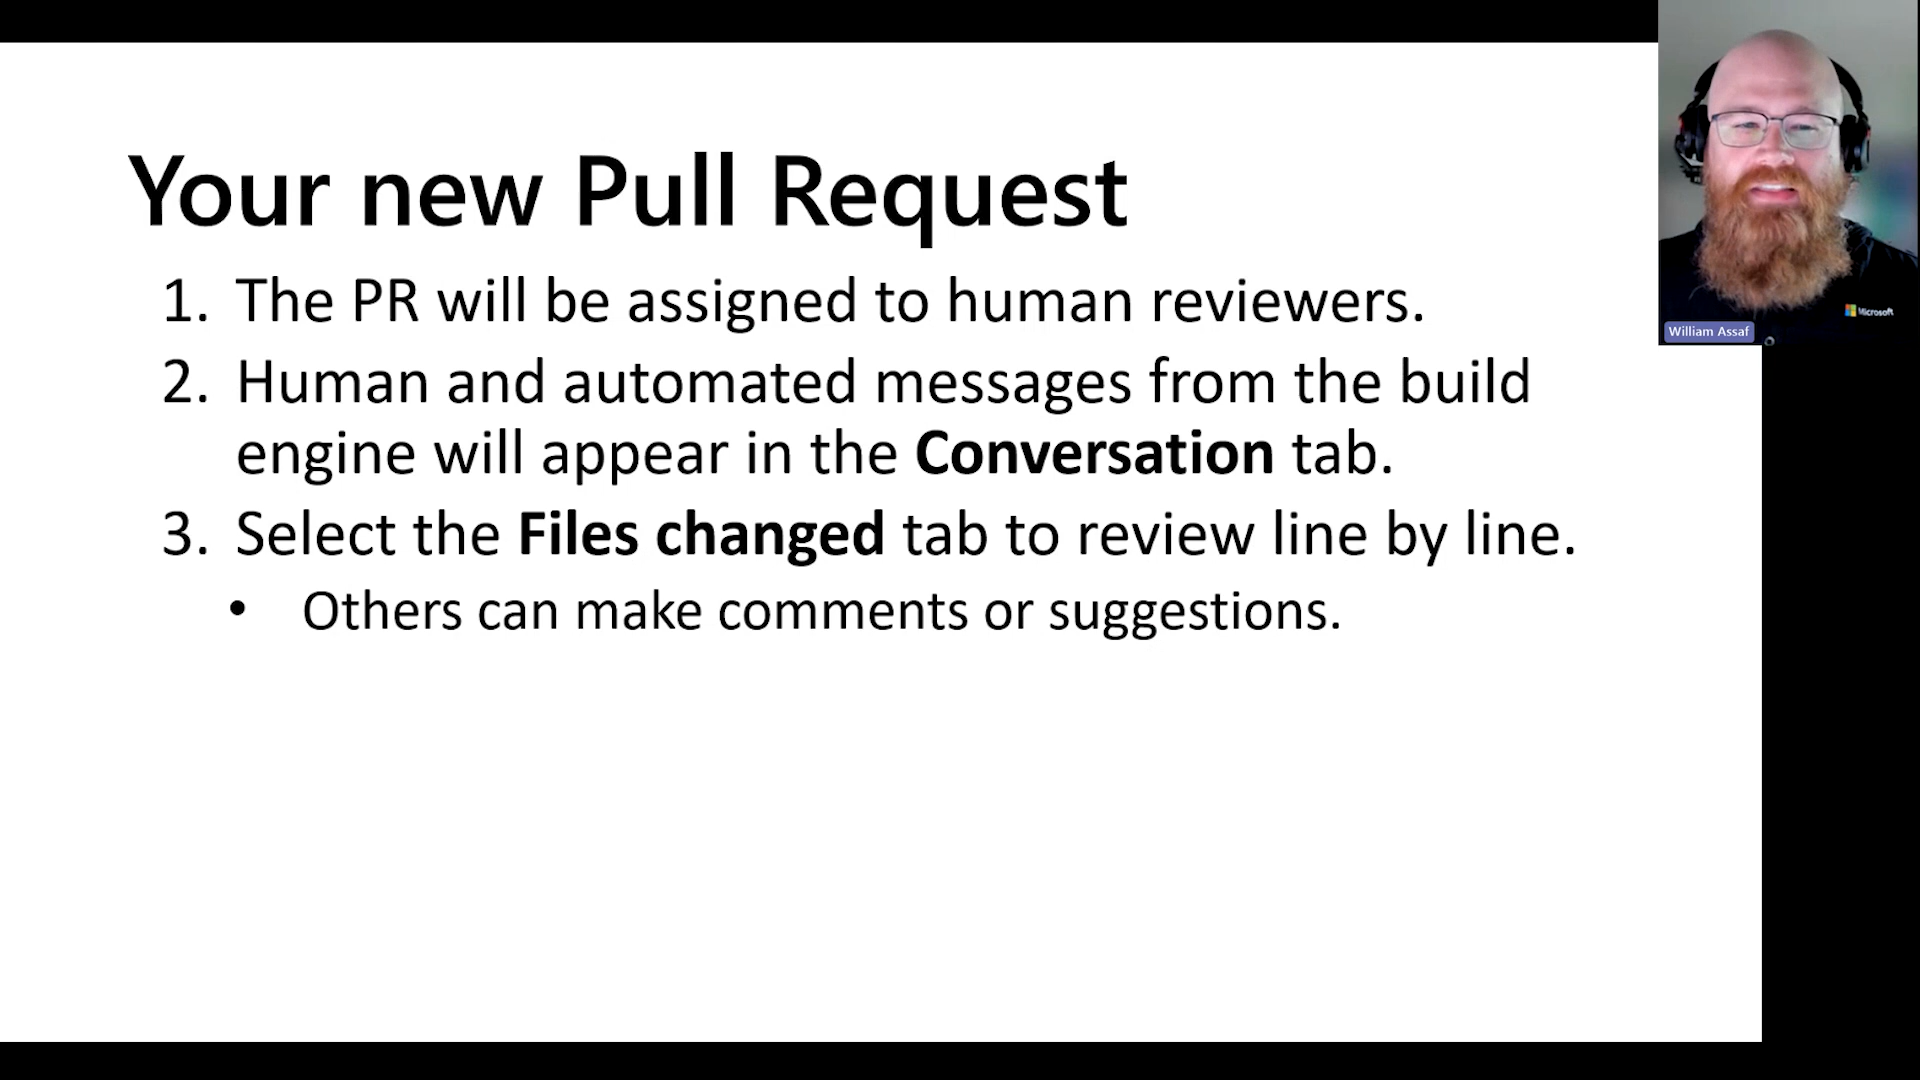 Your new Pull Request
1. The PR will be assigned to human reviewers.
2. Human and automated messages from the build
engine will appear in the Conversation tab.
3. Select the Files changed tab to review line by line.
• Others can make comments or suggestions.
Microsoft
William Assaf